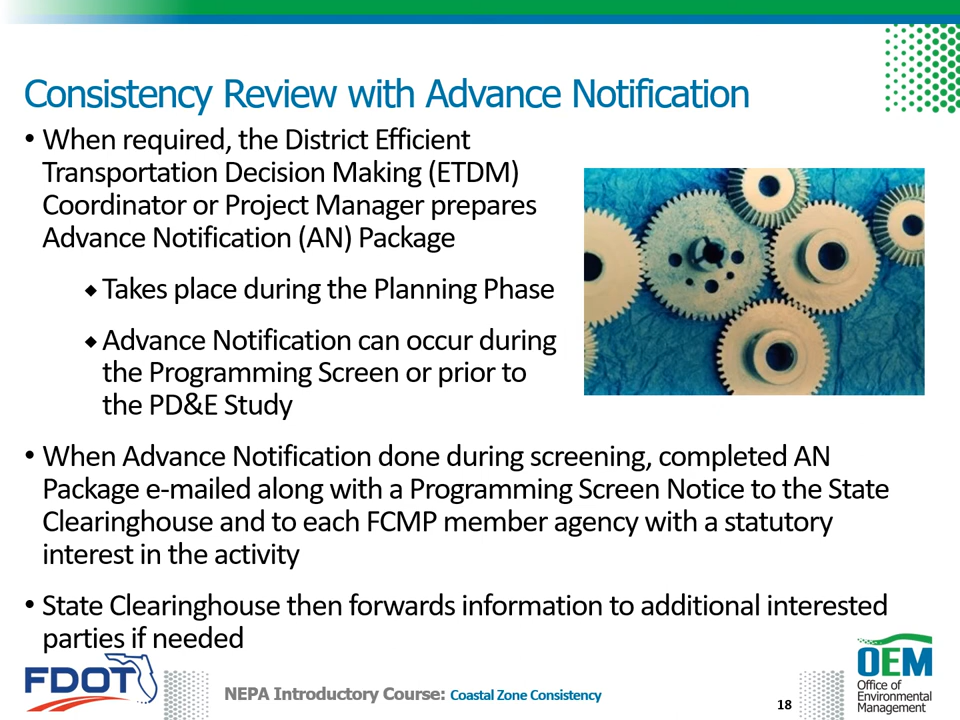 Consistency Review with Advance Notification
• When required, the District Efficient
Transportation Decision Making (ETDM)
Coordinator or Project Manager prepares
Advance Notification (AN) Package
⬥ Takes place during the Planning Phase
⬥ Advance Notification can occur during
the Programming Screen or prior to
the PD&E Study
• When Advance Notification done during screening, completed AN
Package e-mailed along with a Programming Screen Notice to the State
Clearinghouse and to each FCMP member agency with a statutory
interest in the activity
• State Clearinghouse then forwards information to additional interested
parties if needed
FDOT
NEPA Introductory Course: Coastal Zone Consistency
18
OEM
Office of
Environmental
Management